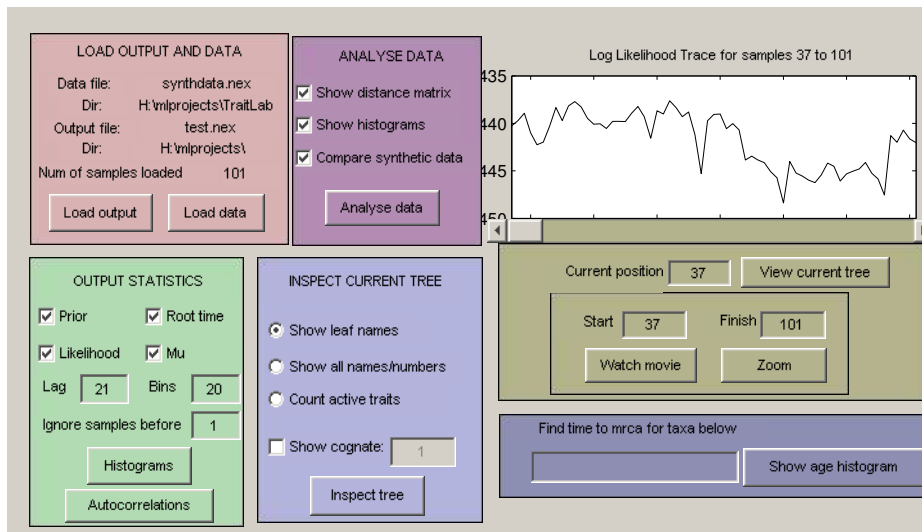 LOAD OUTPUT AND DATA
Data file: synthdata.nex
Dir: H:\mlprojects\TraitLab
Output file: test.nex
Dir: H:\mlprojects\
Num of samples loaded 101
Load output Load data
ANALYSE DATA
Show distance matrix
Show histograms
Compare synthetic data
Analyse data
Log Likelihood Trace for samples 37 to 101
435
440
445
450
OUTPUT STATISTICS
Prior Root time
Likelihood Mu
Lag 21 Bins 20
Ignore samples before 1
Histograms
Autocorrelations
INSPECT CURRENT TREE
Show leaf names
Show all names/numbers
Count active traits
Show cognate: 1
Inspect tree
Current position 37 View current tree
Start 37 Finish 101
Watch movie Zoom
Find time to mrca for taxa below
Show age histogram